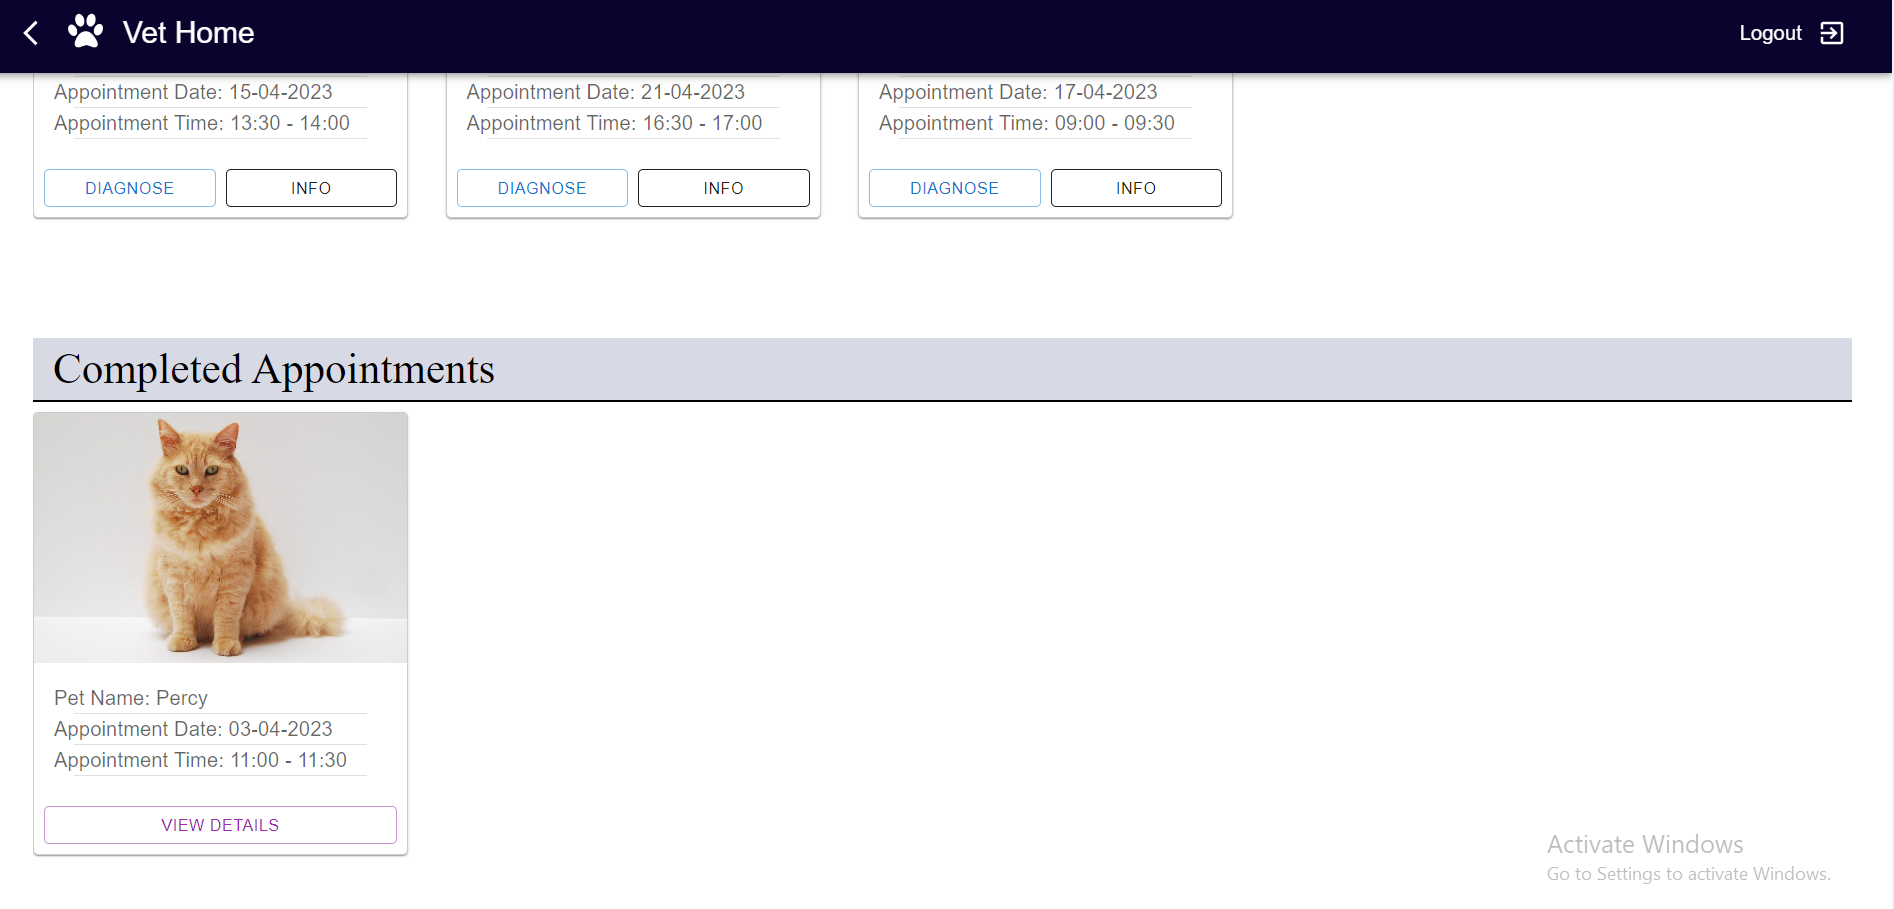 Vet Home
Logout
Appointment Date: 15-04-2023
Appointment Time: 13:30 - 14:00
DIAGNOSE
INFO
Appointment Date: 21-04-2023
Appointment Time: 16:30 - 17:00
DIAGNOSE
INFO
Appointment Date: 17-04-2023
Appointment Time: 09:00 - 09:30
DIAGNOSE
INFO
Completed Appointments
Pet Name: Percy
Appointment Date: 03-04-2023
Appointment Time: 11:00 - 11:30
VIEW DETAILS
Activate Windows
Go to Settings to activate Windows.